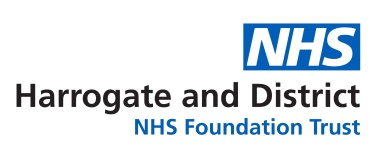 NHS
Harrogate and District
NHS Foundation Trust